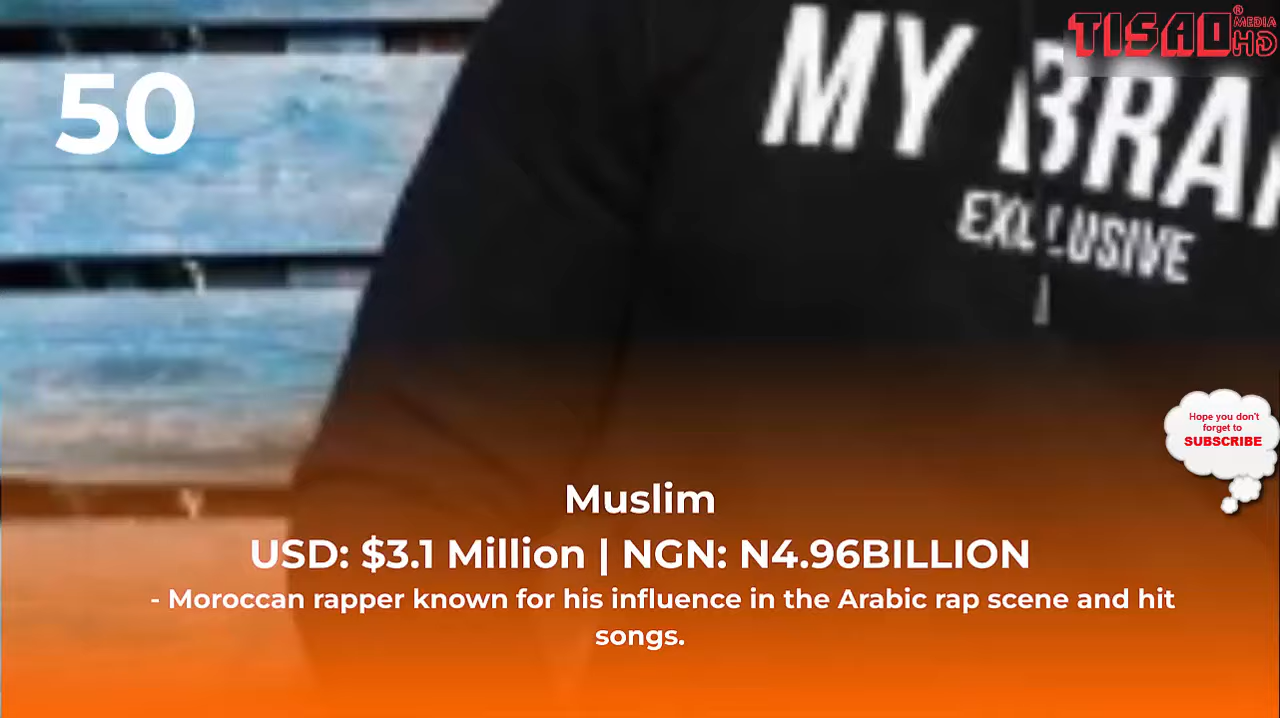 50
MY BRA
EXCLUSIVE
TISAO®
MEDIA
HD
Hope you don't
forget to
SUBSCRIBE
Muslim
USD: $3.1 Million | NGN: N4.96BILLION
- Moroccan rapper known for his influence in the Arabic rap scene and hit
songs.